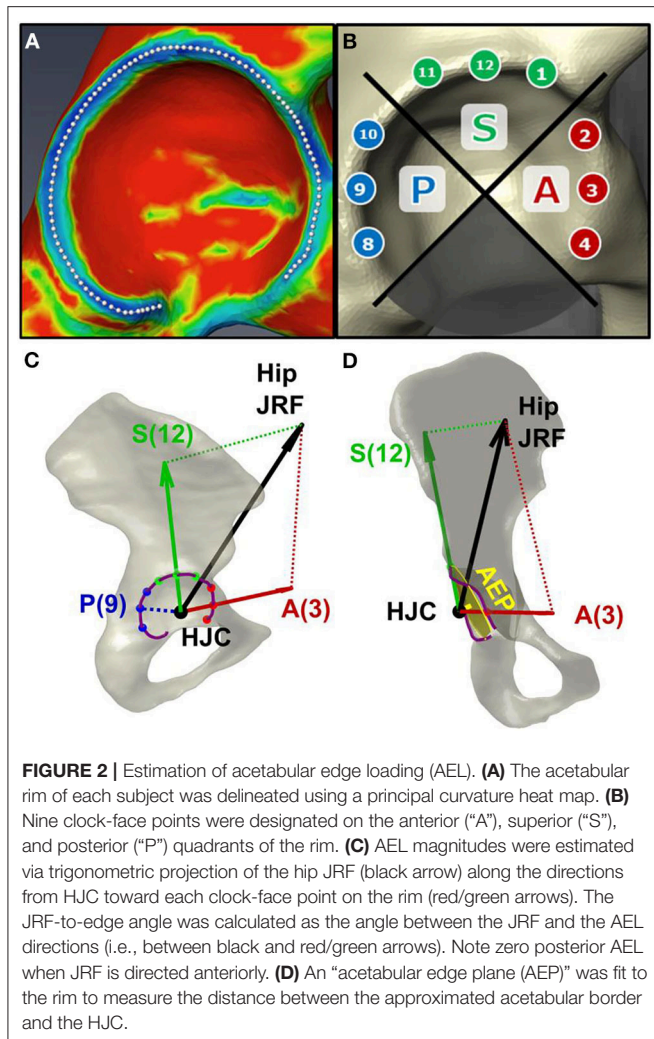 A
B
11
12
1
10
2
S
9
P
A
3
8
4
C
D
Hip
JRF
S(12)
P(9)
HJC
A(3)
Hip
JRF
S(12)
AEP
HJC
A(3)
FIGURE 2 | Estimation of acetabular edge loading (AEL). (A) The acetabular
rim of each subject was delineated using a principal curvature heat map. (B)
Nine clock-face points were designated on the anterior (“A”), superior (“S”),
and posterior (“P”) quadrants of the rim. (C) AEL magnitudes were estimated
via trigonometric projection of the hip JRF (black arrow) along the directions
from HJC toward each clock-face point on the rim (red/green arrows). The
JRF-to-edge angle was calculated as the angle between the JRF and the AEL
directions (i.e., between black and red/green arrows). Note zero posterior AEL
when JRF is directed anteriorly. (D) An “acetabular edge plane (AEP)” was fit to
the rim to measure the distance between the approximated acetabular border
and the HJC.